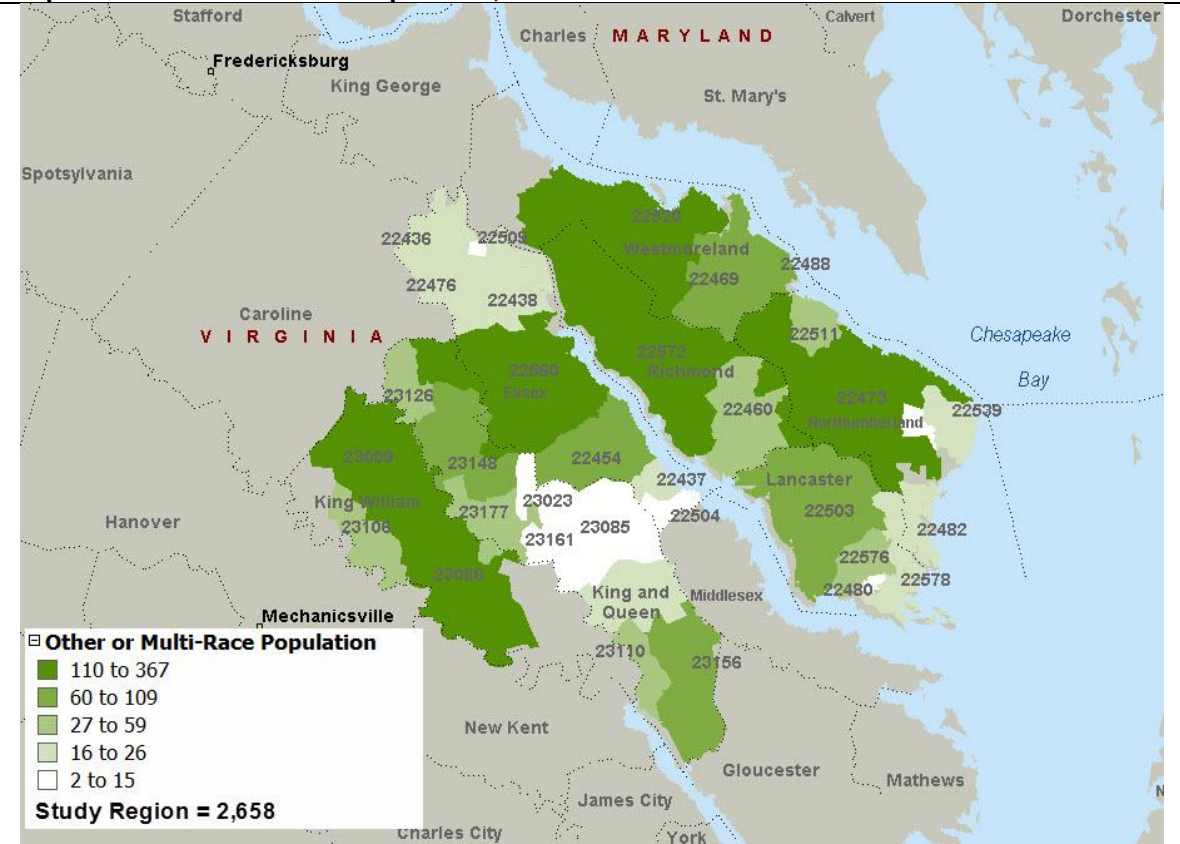 Stafford
Calvert
Dorchester
Charles
MARYLAND
Fredericksburg
King George
St. Mary's
Spotsylvania
22520
22436
22509
Westmoreland
22488
22469
22476
22438
Caroline
VIRGINIA
22511
Chesapeake
Bay
22572
Richmond
22560
Essex
23126
22460
22473
Northumberland
22539
23009
23148
22454
22437
Lancaster
King William
23177
23023
22504
22503
Hanover
23106
23161
23085
22482
22576
23086
22578
22480
King and
Queen
Middlesex
Mechanicsville
Other or Multi-Race Population
110 to 367
60 to 109
27 to 59
16 to 26
2 to 15
Study Region = 2,658
23110
23156
New Kent
Gloucester
Mathews
James City
Charles City
York